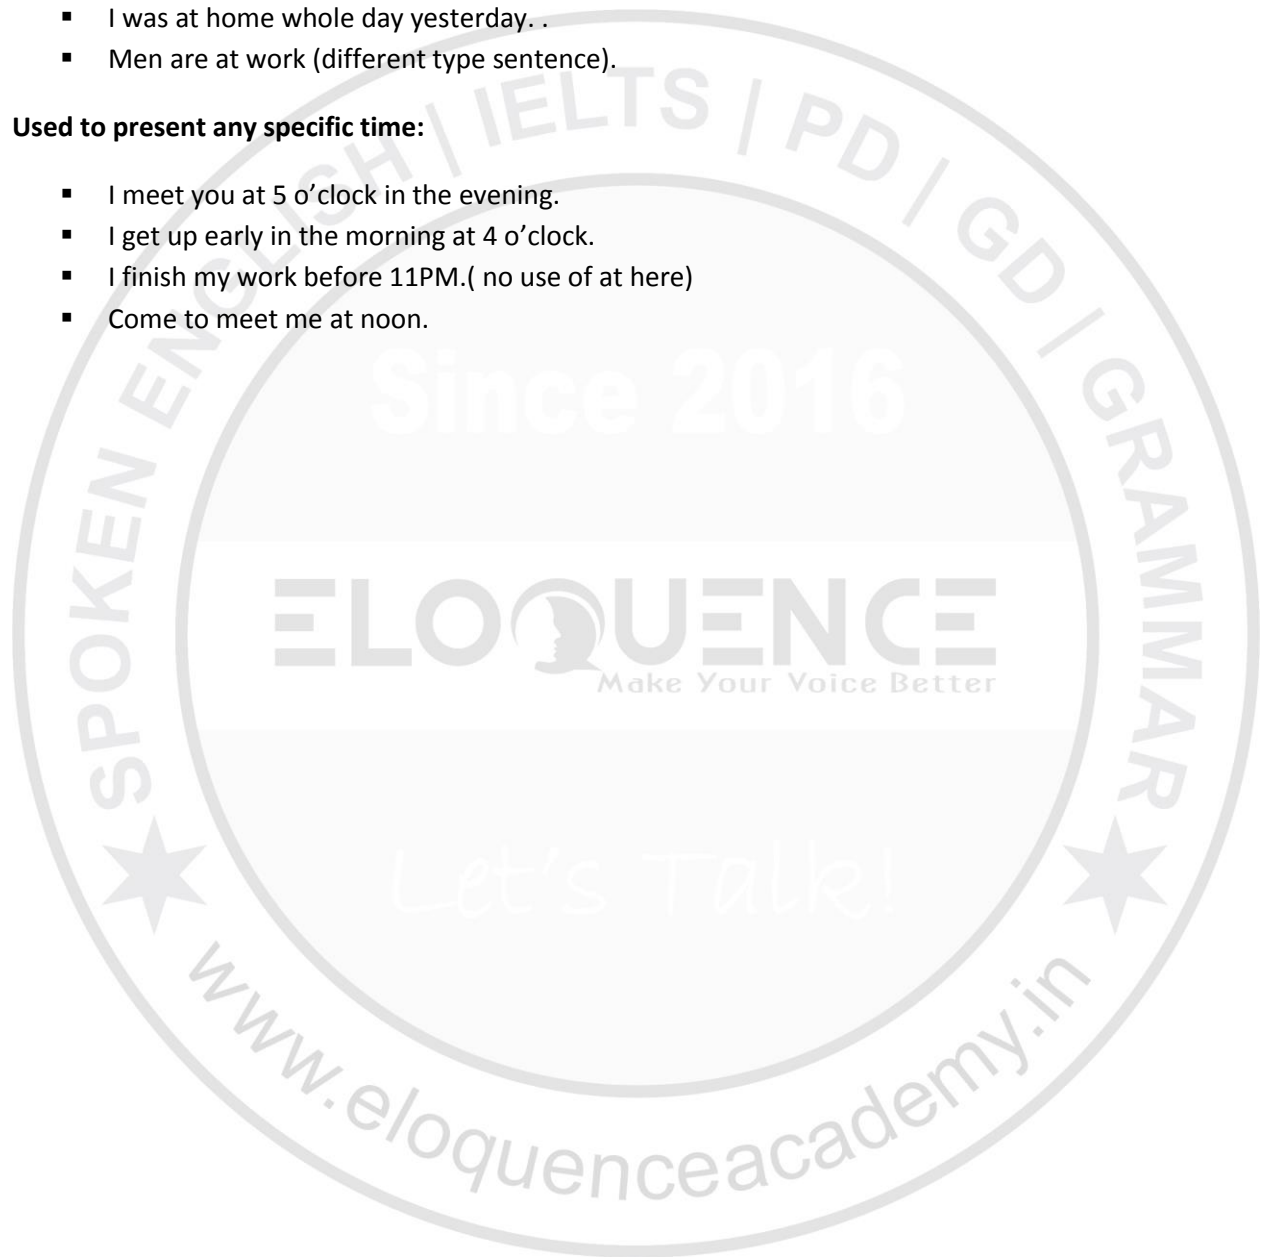 ▪ I was at home whole day yesterday. .
▪ Men are at work (different type sentence).
Used to present any specific time:
▪ I meet you at 5 o’clock in the evening.
▪ I get up early in the morning at 4 o’clock.
▪ I finish my work before 11PM.( no use of at here)
▪ Come to meet me at noon.
SPOKEN ENGLISH | IELTS | PD | GD | GRAMMAR
Since 2016
ELOQUENCE
Make Your Voice Better
Let's Talk!
www.eloquenceacademy.in